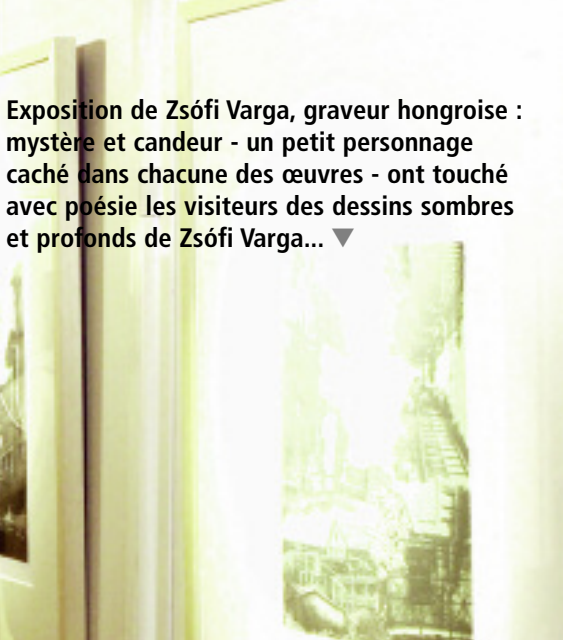 Exposition de Zsófi Varga, graveur hongroise :
mystère et candeur - un petit personnage
caché dans chacune des œuvres - ont touché
avec poésie les visiteurs des dessins sombres
et profonds de Zsófi Varga... ▼